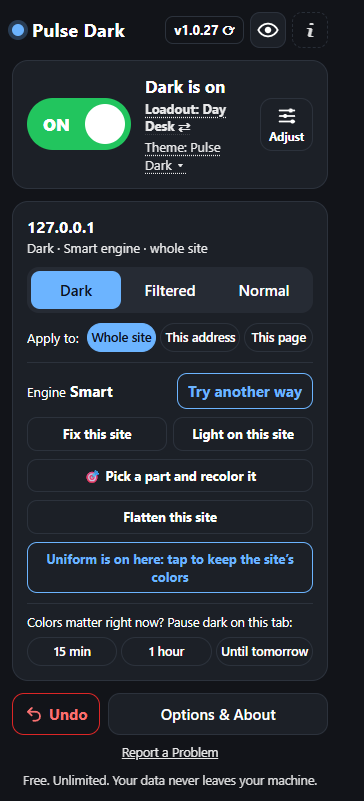 Pulse Dark
v1.0.27 ⟳
i
ON
Dark is on
Loadout: Day
Desk ⇄
Theme: Pulse
Dark
Adjust
127.0.0.1
Dark · Smart engine · whole site
Dark Filtered Normal
Apply to: Whole site This address This page
Engine Smart Try another way
Fix this site Light on this site
🎯 Pick a part and recolor it
Flatten this site
Uniform is on here: tap to keep the site’s
colors
Colors matter right now? Pause dark on this tab:
15 min 1 hour Until tomorrow
Undo Options & About
Report a Problem
Free. Unlimited. Your data never leaves your machine.